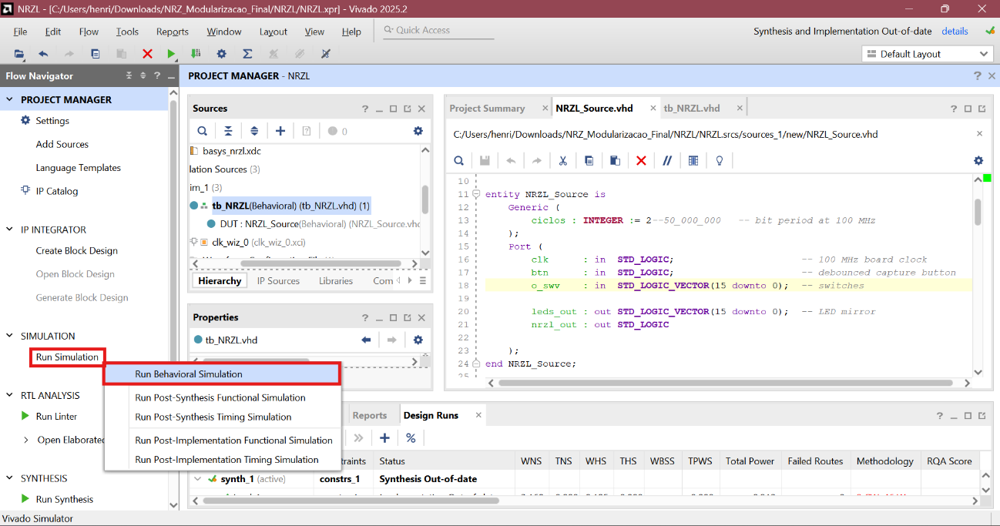 NRZL - [C:/Users/henri/Downloads/NRZ_Modularizacao_Final/NRZL/NRZL.xpr] - Vivado 2025.2
File Edit Flow Tools Reports Window Layout View Help Quick Access
Synthesis and Implementation Out-of-date details
Default Layout
Flow Navigator
PROJECT MANAGER
Settings
Add Sources
Language Templates
IP Catalog
IP INTEGRATOR
Create Block Design
Open Block Design
Generate Block Design
SIMULATION
Run Simulation
Run Behavioral Simulation
Run Post-Synthesis Functional Simulation
Run Post-Synthesis Timing Simulation
Run Post-Implementation Functional Simulation
Run Post-Implementation Timing Simulation
RTL ANALYSIS
Run Linter
Open Elaborated
SYNTHESIS
Run Synthesis
Vivado Simulator
PROJECT MANAGER - NRZL
Sources
0
basys_nrzl.xdc
lation Sources (3)
im_1 (3)
tb_NRZL(Behavioral) (tb_NRZL.vhd) (1)
DUT : NRZL_Source(Behavioral) (NRZL_Source.vhd
clk_wiz_0 (clk_wiz_0.xci)
Hierarchy IP Sources Libraries Com
Properties
tb_NRZL.vhd
Project Summary NRZL_Source.vhd tb_NRZL.vhd
C:/Users/henri/Downloads/NRZ_Modularizacao_Final/NRZL/NRZL.srcs/sources_1/new/NRZL_Source.vhd
10
11 entity NRZL_Source is
12 Generic (
13 ciclos : INTEGER := 2--50_000_000 -- bit period at 100 MHz
14 );
15 Port (
16 clk : in STD_LOGIC; -- 100 MHz board clock
17 btn : in STD_LOGIC; -- debounced capture button
18 o_swv : in STD_LOGIC_VECTOR(15 downto 0); -- switches
19
20 leds_out : out STD_LOGIC_VECTOR(15 downto 0); -- LED mirror
21 nrzl_out : out STD_LOGIC
22
23 );
24 end NRZL_Source;
25
Reports Design Runs
traints Status WNS TNS WHS THS WBSS TPWS Total Power Failed Routes Methodology RQA Score
synth_1 (active) constrs_1 Synthesis Out-of-date